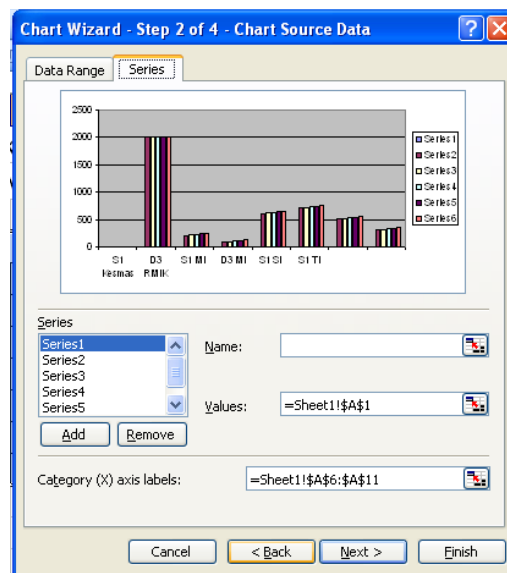 Chart Wizard - Step 2 of 4 - Chart Source Data
Data Range
Series
2500
2000
1500
1000
500
0
S1 Kesmas
D3 RMIK
S1 MI
D3 MI
S1 SI
S1 TI
Series1
Series2
Series3
Series4
Series5
Series6
Series
Series1
Series2
Series3
Series4
Series5
Name:
Values:
=Sheet1!$A$1
Add
Remove
Category (X) axis labels:
=Sheet1!$A$6:$A$11
Cancel
< Back
Next >
Finish